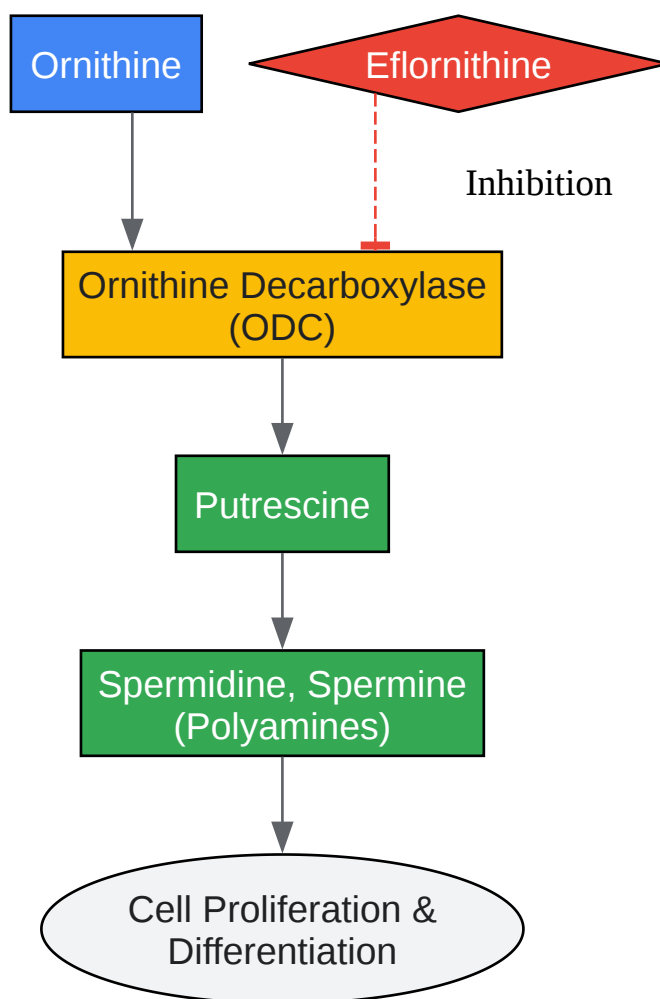 Ornithine
Eflornithine
Inhibition
Ornithine Decarboxylase
(ODC)
Putrescine
Spermidine, Spermine
(Polyamines)
Cell Proliferation &
Differentiation